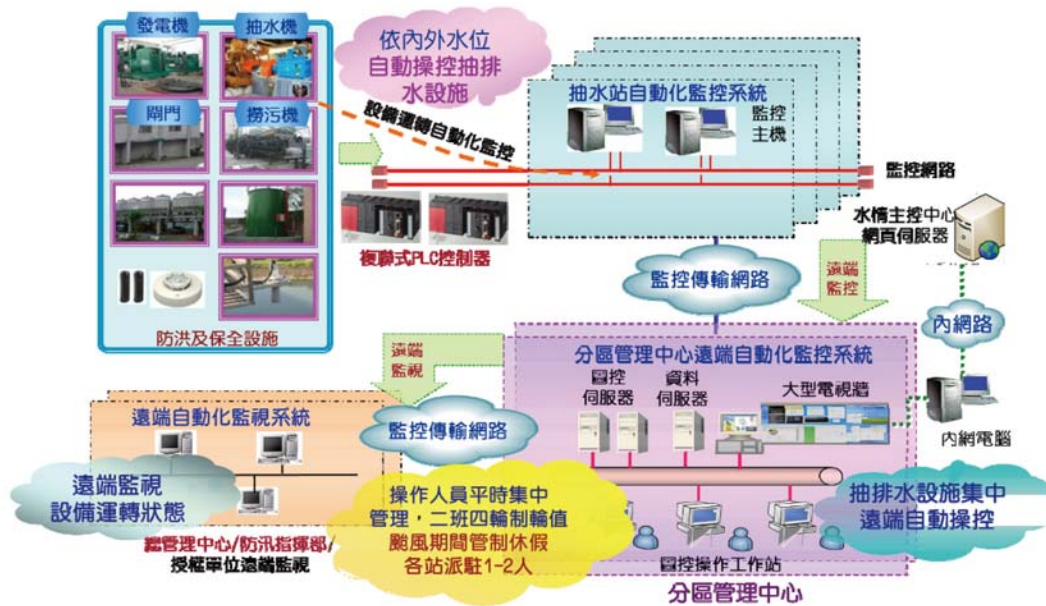 發電機
抽水機
閘門
撈污機
防洪及保全設施
依內外水位
自動操控抽排
水設施
設備運轉自動化監控
複聯式PLC控制器
抽水站自動化監控系統
監控
主機
監控網路
水情主控中心
網頁伺服器
監控傳輸網路
遠端
監控
內網路
內網電腦
遠端
監視
分區管理中心遠端自動化監控系統
圖控
伺服器
資料
伺服器
大型電視牆
遠端自動化監視系統
監控傳輸網路
遠端監視
設備運轉狀態
總管理中心/防汛指揮部/
授權單位遠端監視
操作人員平時集中
管理,二班四輪制輪值
颱風期間管制休假
各站派駐1-2人
抽排水設施集中
遠端自動操控
圖控操作工作站
分區管理中心